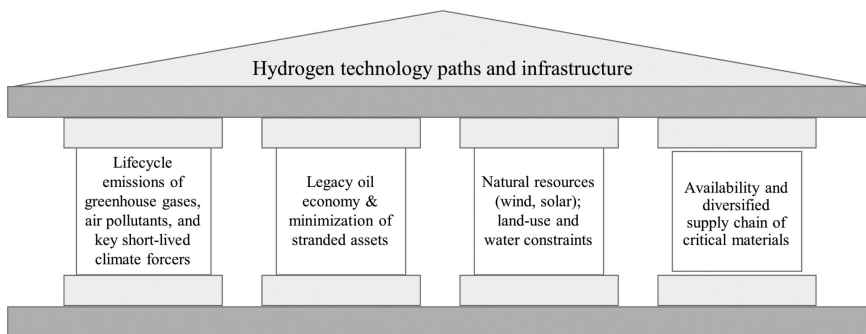 Hydrogen technology paths and infrastructure
Lifecycle
emissions of
greenhouse gases,
air pollutants, and
key short-lived
climate forcers
Legacy oil
economy &
minimization of
stranded assets
Natural resources
(wind, solar);
land-use and
water constraints
Availability and
diversified
supply chain of
critical materials